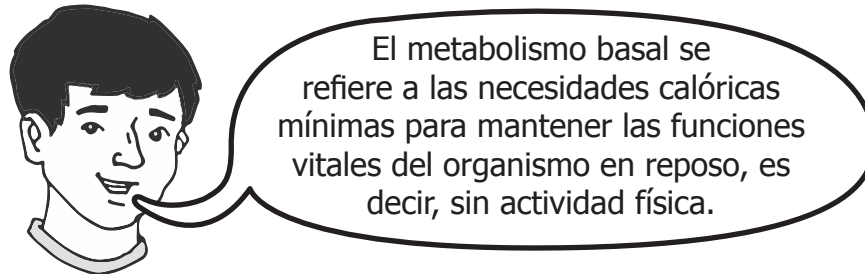 El metabolismo basal se
refiere a las necesidades calóricas
mínimas para mantener las funciones
vitales del organismo en reposo, es
decir, sin actividad física.